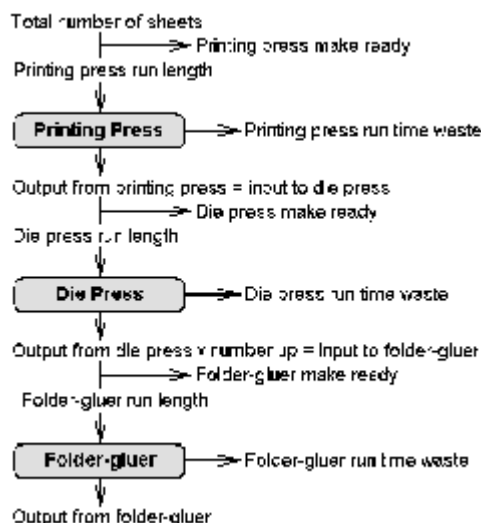 Total number of sheets
Printing press make ready
Printing press run length
Printing Press
Printing press run time waste
Output from printing press = input to die press
Die press make ready
Die press run length
Die Press
Die press run time waste
Output from die press x number up = Input to folder-gluer
Folder-gluer make ready
Folder-gluer run length
Folder-gluer
Folder-gluer run time waste
Output from folder-gluer